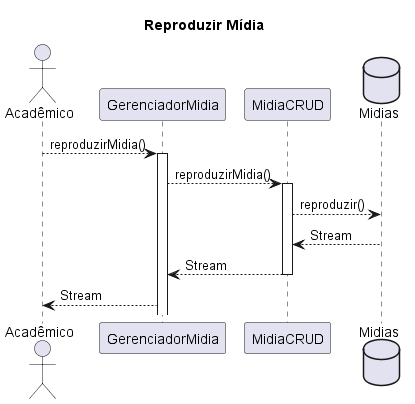 Reproduzir Mídia
Acadêmico
GerenciadorMidia
MidiaCRUD
Midias
reproduzirMidia()
reproduzirMidia()
reproduzir()
Stream
Stream
Stream
Acadêmico
GerenciadorMidia
MidiaCRUD
Midias